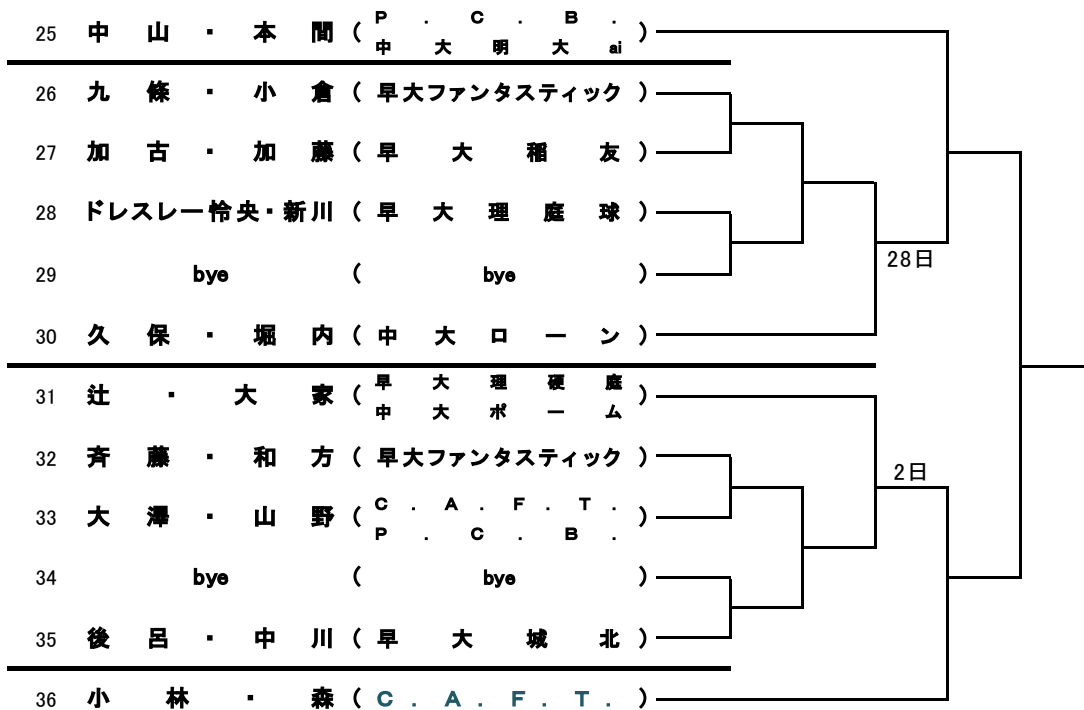 25 中山・本間 ( P.C.B.
中大明大ai )
26 九條・小倉 ( 早大ファンタスティック )
27 加古・加藤 ( 早大稲友 )
28 ドレスレー怜央・新川 ( 早大理庭球 )
28日
29 bye ( bye )
30 久保・堀内 ( 中大ローン )
31 辻・大家 ( 早大理硬庭
中大ポーム )
32 斉藤・和方 ( 早大ファンタスティック )
2日
33 大澤・山野 ( C.A.F.T.
P.C.B. )
34 bye ( bye )
35 後呂・中川 ( 早大城北 )
36 小林・森 ( C.A.F.T. )